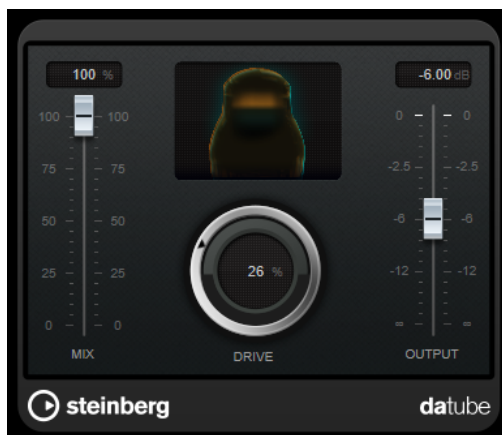 100 %
-6.00 dB
100 100
75 75
50 50
25 25
0 0
MIX
26 %
DRIVE
0 0
-2.5 -2.5
-6 -6
-12 -12
∞ ∞
OUTPUT
steinberg
datube